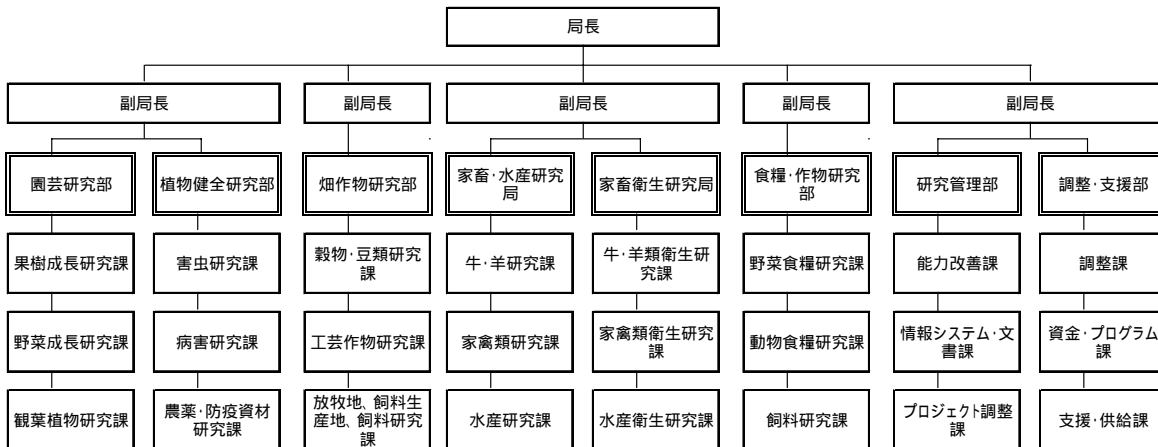 局長
副局長
副局長
副局長
副局長
副局長
園芸研究部
植物健全研究部
畑作物研究部
家畜・水産研究
局
家畜衛生研究局
食糧・作物研究
部
研究管理部
調整・支援部
果樹成長研究課
害虫研究課
穀物・豆類研究
課
牛・羊研究課
牛・羊類衛生研
究課
野菜食糧研究課
能力改善課
調整課
野菜成長研究課
病害研究課
工芸作物研究課
家禽類研究課
家禽類衛生研究
課
動物食糧研究課
情報システム・文
書課
資金・プログラム
課
観葉植物研究課
農薬・防疫資材
研究課
放牧地、飼料生
産地、飼料研究
課
水産研究課
水産衛生研究課
飼料研究課
プロジェクト調整
課
支援・供給課